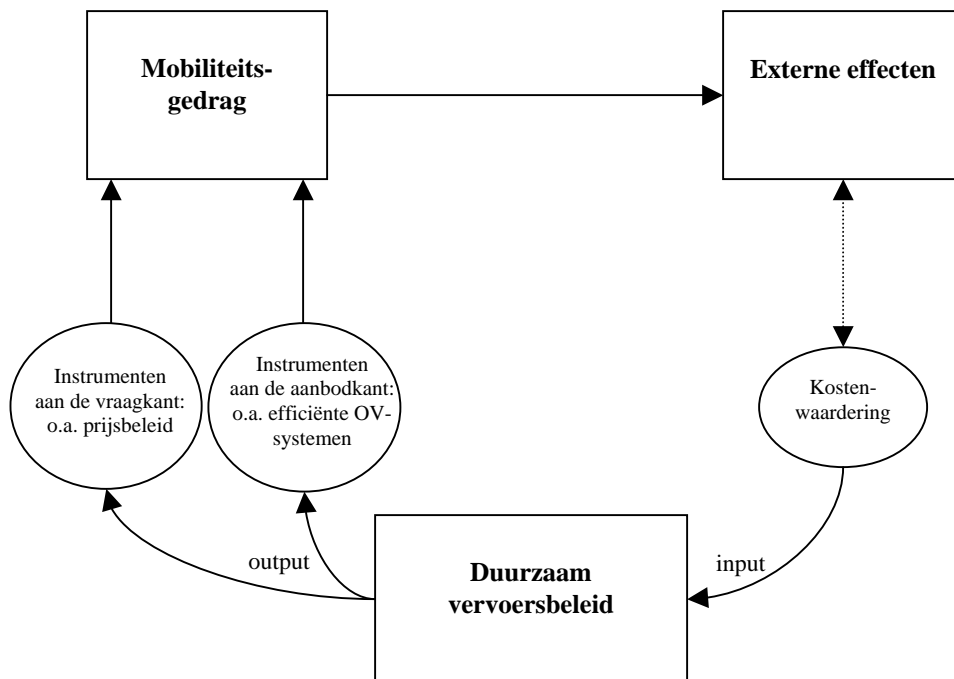 Mobiliteits-
gedrag
Externe effecten
Instrumenten
aan de vraagkant:
o.a. prijsbeleid
Instrumenten
aan de aanbodkant:
o.a. efficiënte OV-
systemen
Kosten-
waardering
output
input
Duurzaam
vervoersbeleid